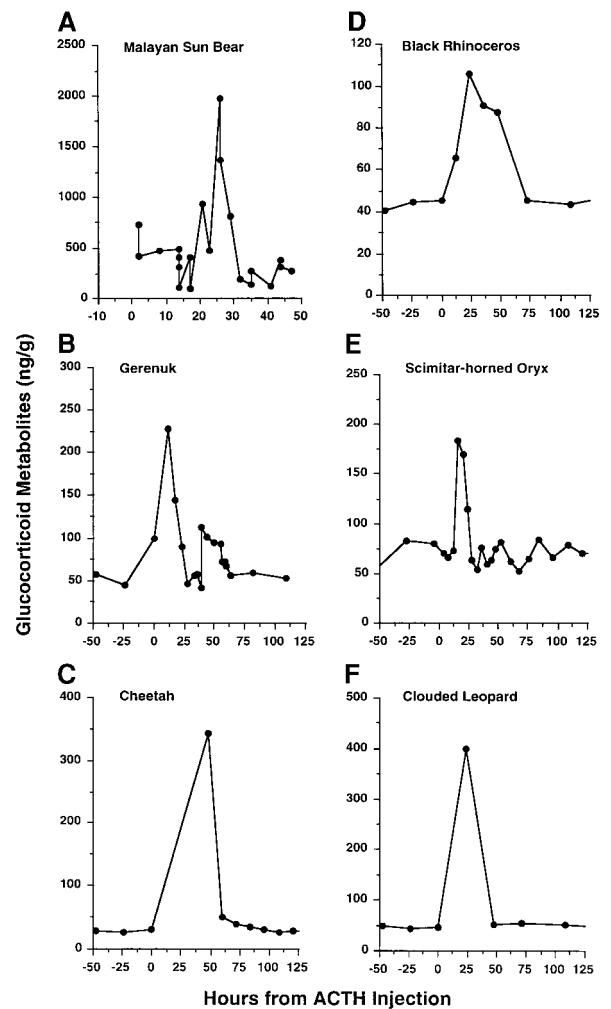 A
Malayan Sun Bear
2500
2000
1500
1000
500
0
-10 0 10 20 30 40 50
D
Black Rhinoceros
120
100
80
60
40
20
0
-50 -25 0 25 50 75 100 125
B
Gerenuk
300
250
200
150
100
50
0
-50 -25 0 25 50 75 100 125
E
Scimitar-horned Oryx
250
200
150
100
50
0
-50 -25 0 25 50 75 100 125
C
Cheetah
400
300
200
100
0
-50 -25 0 25 50 75 100 125
F
Clouded Leopard
500
400
300
200
100
0
-50 -25 0 25 50 75 100 125
Glucocorticoid Metabolites (ng/g)
Hours from ACTH Injection